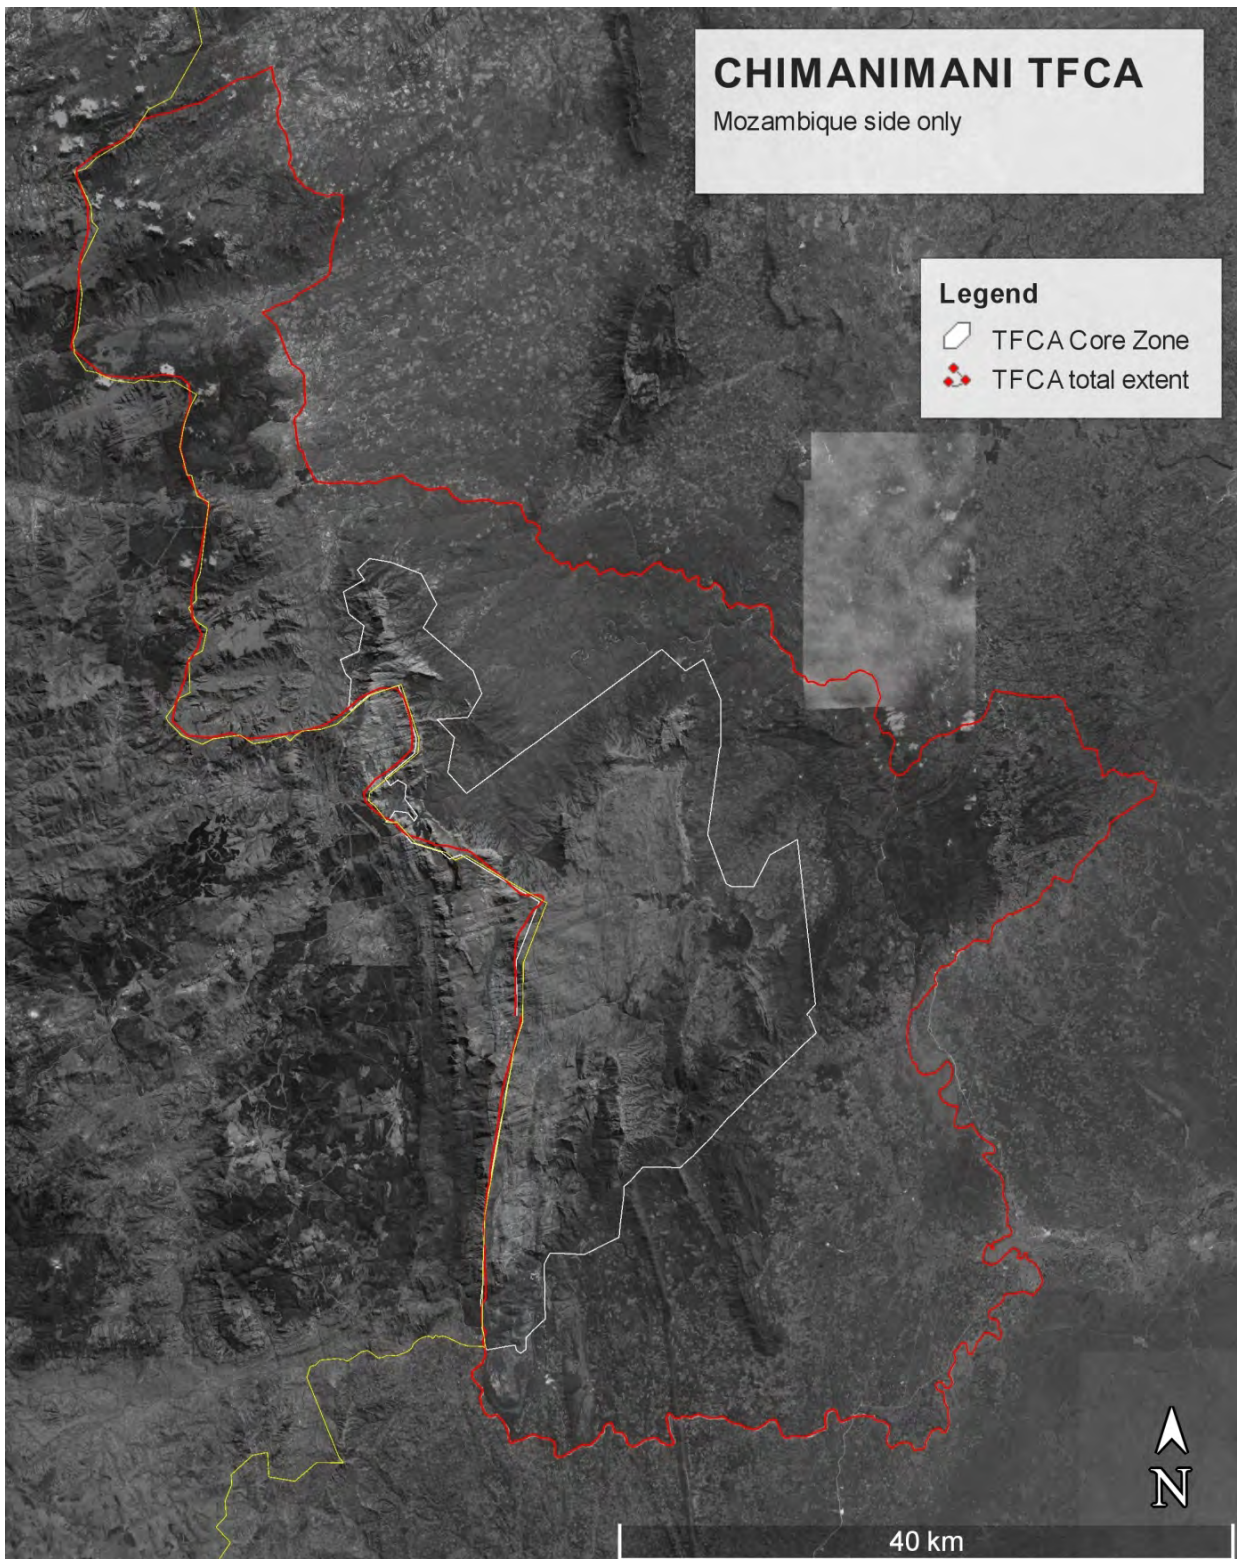 CHIMANIMANI TFCA
Mozambique side only
Legend
TFCA Core Zone
TFCA total extent
N
40 km